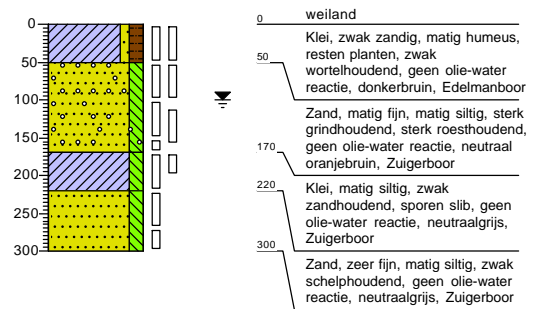 0
50
100
150
200
250
300
0
weiland
Klei, zwak zandig, matig humeus,
resten planten, zwak
wortelhoudend, geen olie-water
reactie, donkerbruin, Edelmanboor
50
Zand, matig fijn, matig siltig, sterk
grindhoudend, sterk roesthoudend,
geen olie-water reactie, neutraal
oranjebruin, Zuigerboor
170
Klei, matig siltig, zwak
zandhoudend, sporen slib, geen
olie-water reactie, neutraalgrijs,
Zuigerboor
220
Zand, zeer fijn, matig siltig, zwak
schelphoudend, geen olie-water
reactie, neutraalgrijs, Zuigerboor
300